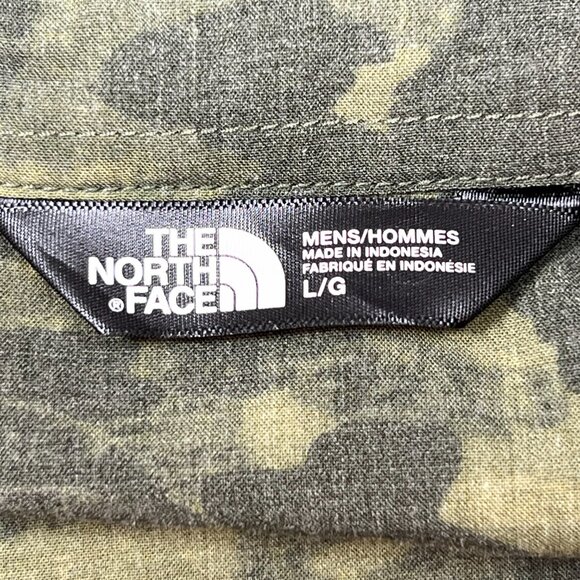 THE
NORTH
® FACE
MENS/HOMMES
MADE IN INDONESIA
FABRIQUÉ EN INDONÉSIE
L/G